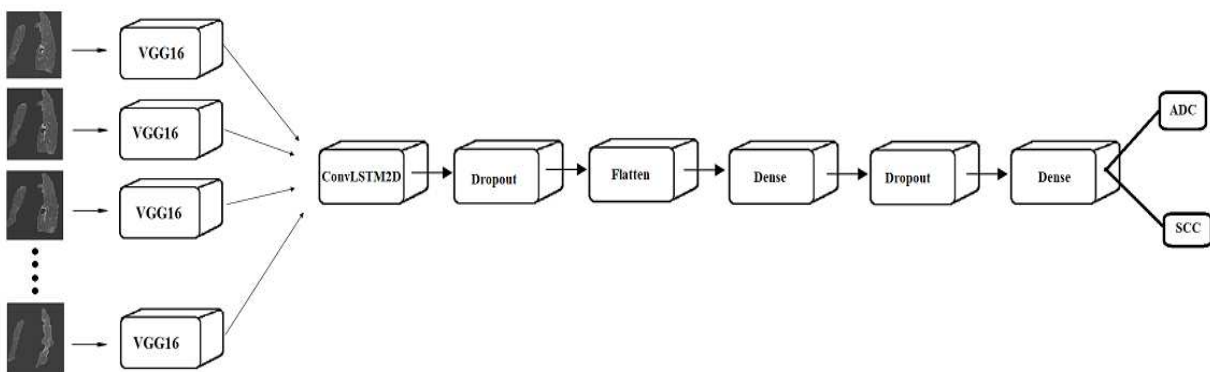 VGG16
VGG16
VGG16
VGG16
ConvLSTM2D
Dropout
Flatten
Dense
Dropout
Dense
ADC
SCC